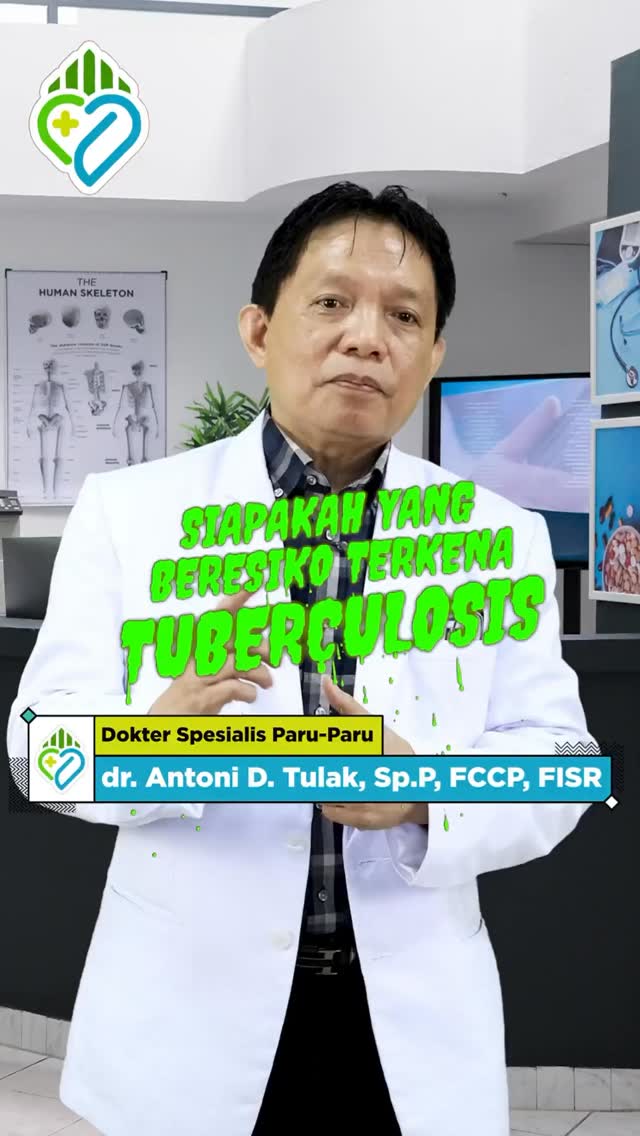 THE
HUMAN SKELETON
SIAPAKAH YANG
BERESIKO TERKENA
TUBERCULOSIS
Dokter Spesialis Paru-Paru
dr. Antoni D. Tulak, Sp.P, FCCP, FISR